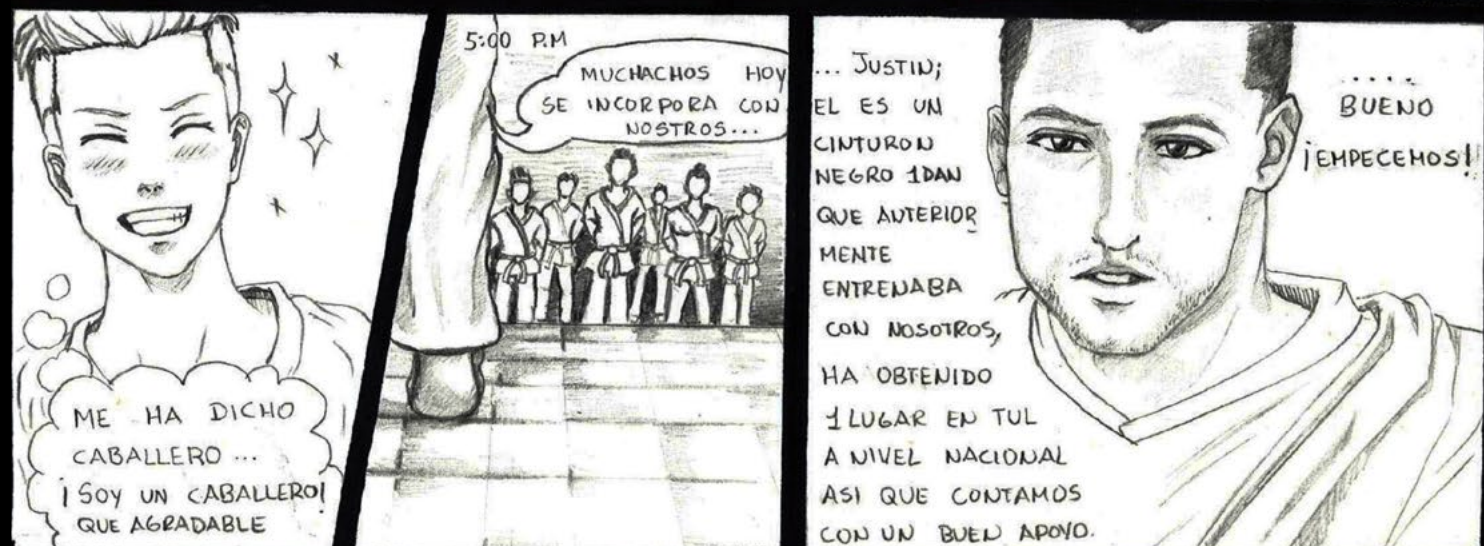 ME HA DICHO
CABALLERO ...
¡SOY UN CABALLERO!
QUE AGRADABLE
5:00 P.M
MUCHACHOS HOY
SE INCORPORA CON
NOSTROS...
... JUSTIN;
EL ES UN
CINTURON
NEGRO 1DAN
QUE ANTERIOR
MENTE
ENTRENABA
CON NOSOTROS,
HA OBTENIDO
1 LUGAR EN TUL
A NIVEL NACIONAL
ASI QUE CONTAMOS
CON UN BUEN APOYO.
....
BUENO
¡EMPECEMOS!